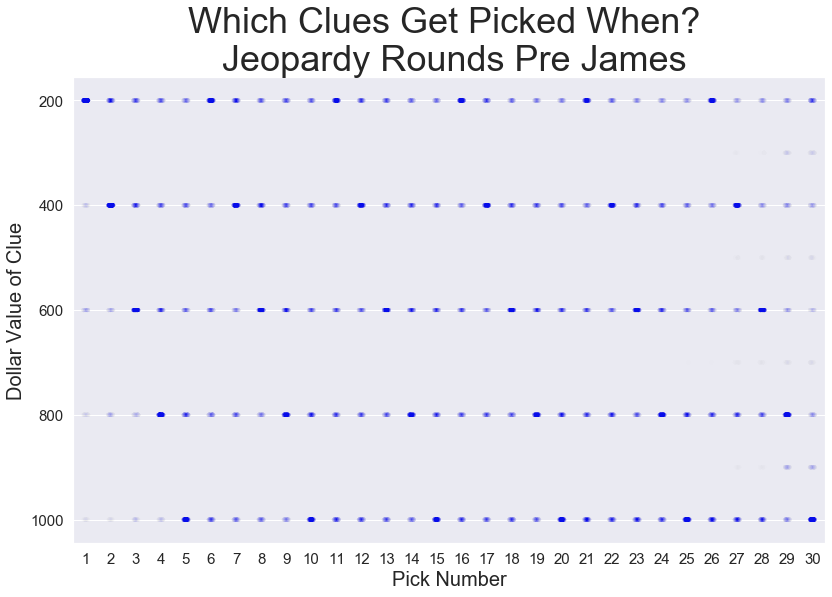 Which Clues Get Picked When?
Jeopardy Rounds Pre James
Dollar Value of Clue
200
400
600
800
1000
1 2 3 4 5 6 7 8 9 10 11 12 13 14 15 16 17 18 19 20 21 22 23 24 25 26 27 28 29 30
Pick Number